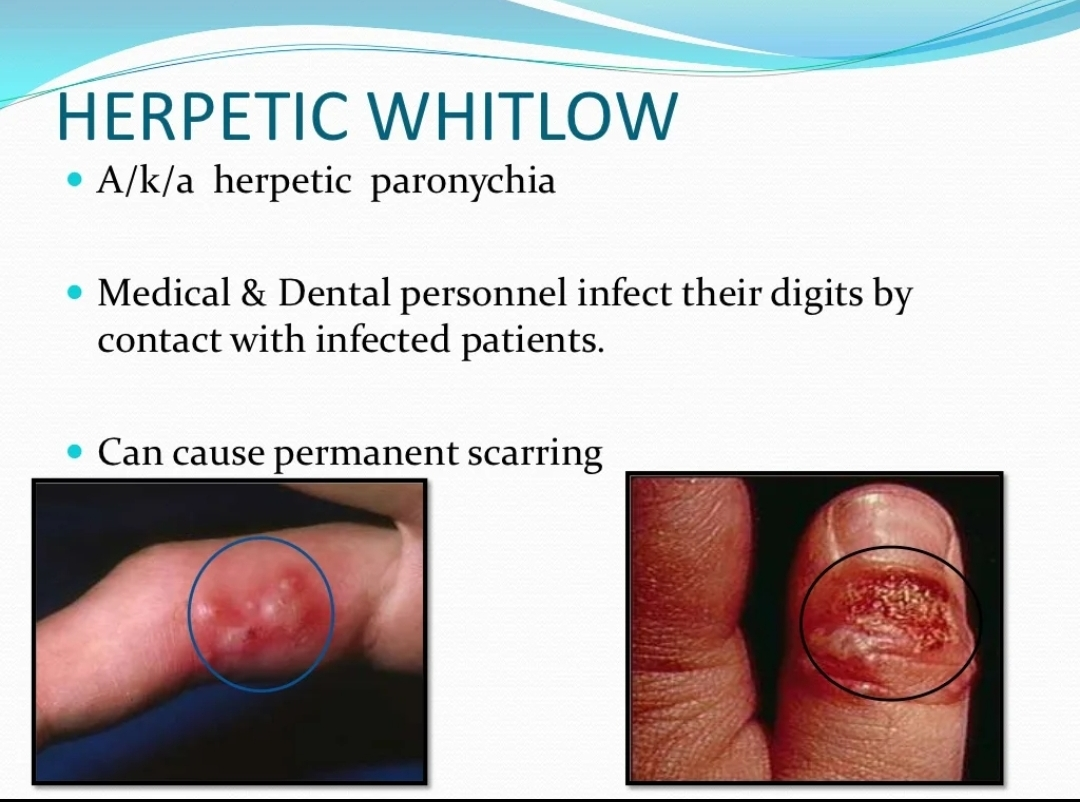 HERPETIC WHITLOW
A/k/a herpetic paronychia
Medical & Dental personnel infect their digits by
contact with infected patients.
Can cause permanent scarring